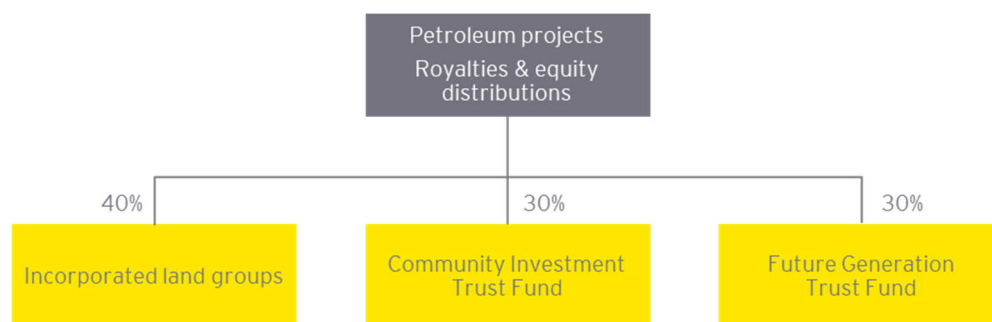 Petroleum projects
Royalties & equity
distributions
40%
30%
30%
Incorporated land groups
Community Investment
Trust Fund
Future Generation
Trust Fund